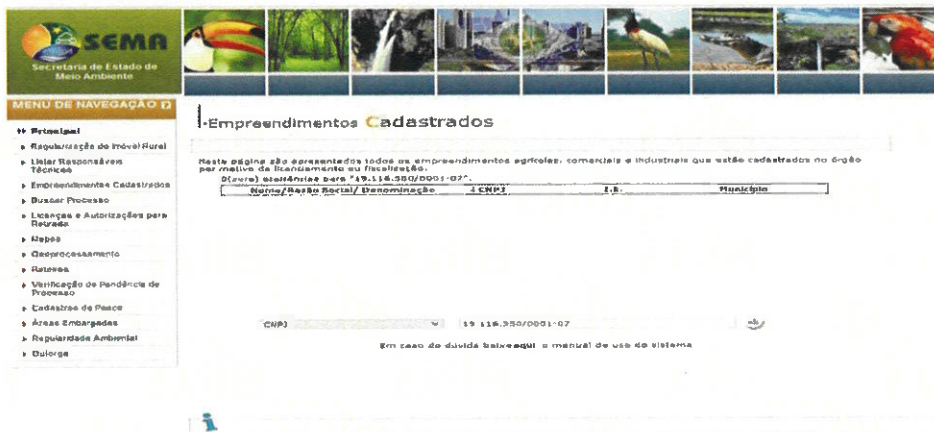 SEMA
Secretaria de Estado de
Meio Ambiente
MENU DE NAVEGAÇÃO
Principal
Regularização de Imóvel Rural
Listar Responsáveis
Técnicos
Empreendimentos Cadastrados
Buscar Processo
Licenças e Autorizações para
Retirada
Mapas
Geoprocessamento
Roteiros
Verificação de Pendência de
Processo
Cadastros de Pesca
Áreas Embargadas
Regularidade Ambiental
Outorga
Empreendimentos Cadastrados
Nesta página são apresentados todos os empreendimentos agrícolas, comerciais e industriais que estão cadastrados no órgão
por motivo de licenciamento ou fiscalização.
0(zero) ocorrências para "19.116.350/0001-07".
Nome/Razão Social/ Denominação CNPJ I.E. Município
CNPJ 19.116.350/0001-07
Em caso de dúvida baixe aqui o manual de uso do sistema